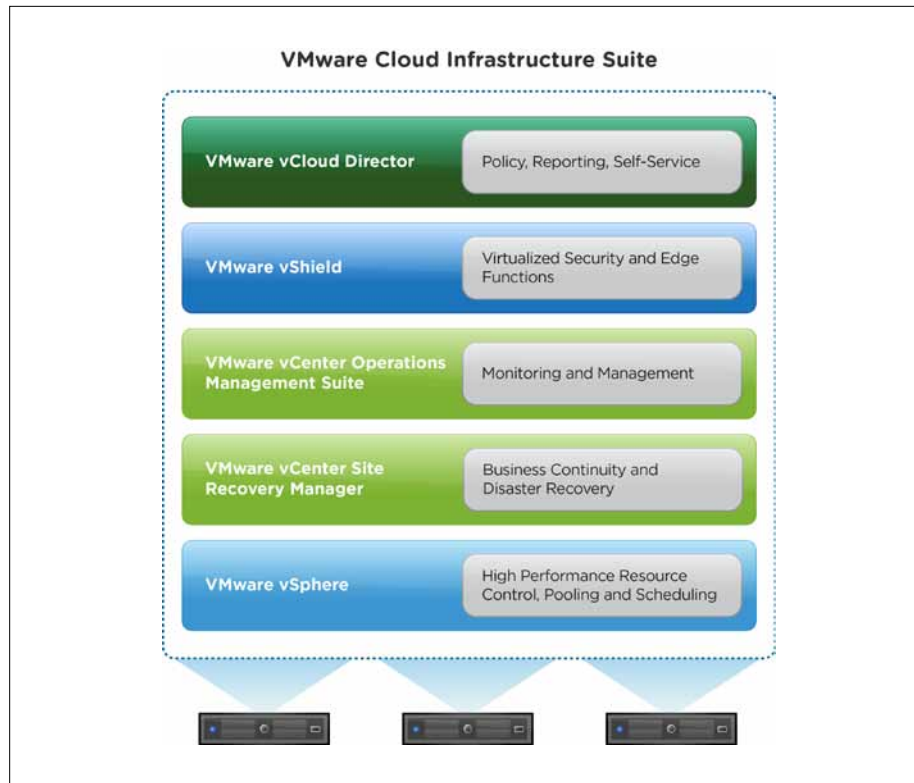 VMware Cloud Infrastructure Suite
VMware vCloud Director
Policy, Reporting, Self-Service
VMware vShield
Virtualized Security and Edge
Functions
VMware vCenter Operations
Management Suite
Monitoring and Management
VMware vCenter Site
Recovery Manager
Business Continuity and
Disaster Recovery
VMware vSphere
High Performance Resource
Control, Pooling and Scheduling